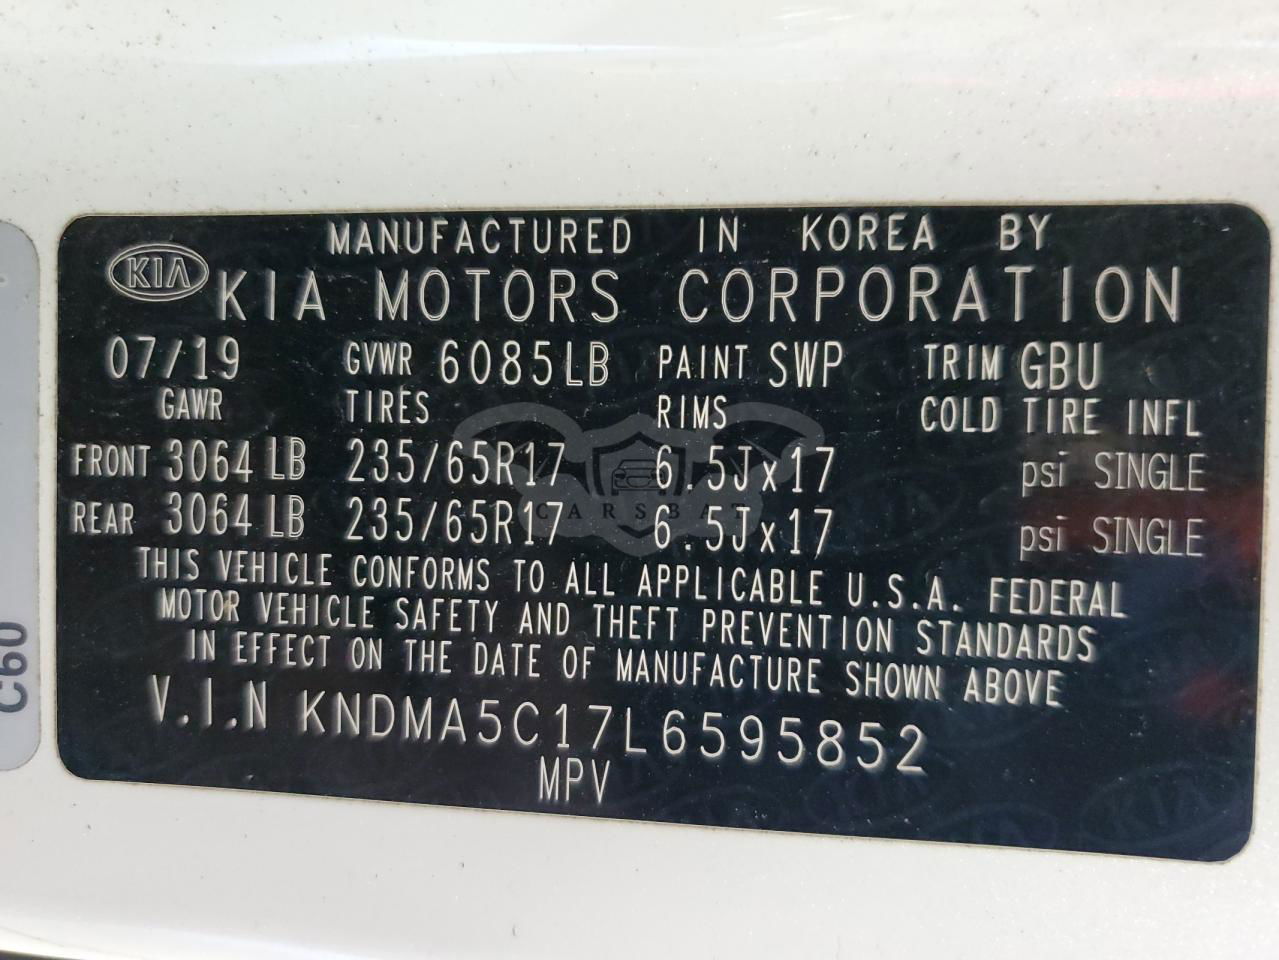 MANUFACTURED IN KOREA BY
KIA KIA MOTORS CORPORATION
07/19 GVWR 6085LB PAINT SWP TRIM GBU
GAWR TIRES RIMS COLD TIRE INFL
FRONT 3064 LB 235/65R17 6.5Jx17 psi SINGLE
REAR 3064 LB 235/65R17 6.5Jx17 psi SINGLE
CARSBAT
THIS VEHICLE CONFORMS TO ALL APPLICABLE U.S.A. FEDERAL
MOTOR VEHICLE SAFETY AND THEFT PREVENTION STANDARDS
IN EFFECT ON THE DATE OF MANUFACTURE SHOWN ABOVE
V.I.N KNDMA5C17L6595852
MPV
C60